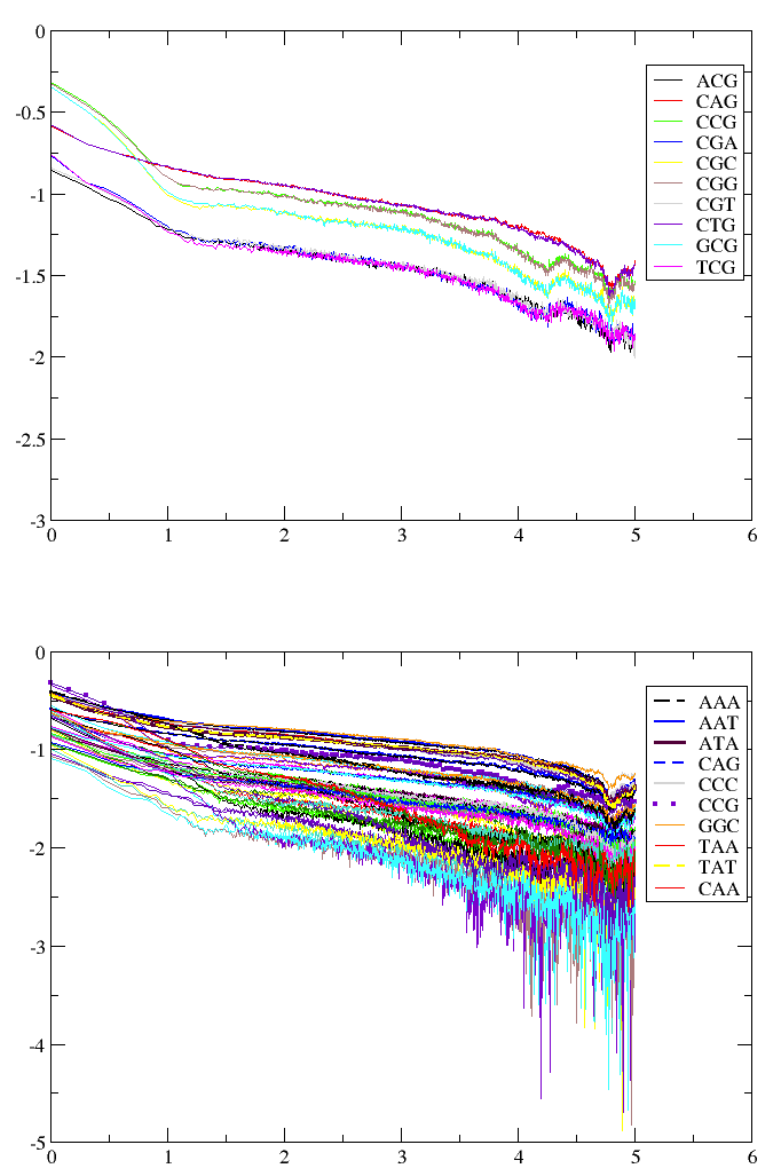 0
-0.5
-1
-1.5
-2
-2.5
-3
0 1 2 3 4 5 6
ACG
CAG
CCG
CGA
CGC
CGG
CGT
CTG
GCG
TCG
0
-1
-2
-3
-4
-5
0 1 2 3 4 5 6
AAA
AAT
ATA
CAG
CCC
CCG
GGC
TAA
TAT
CAA